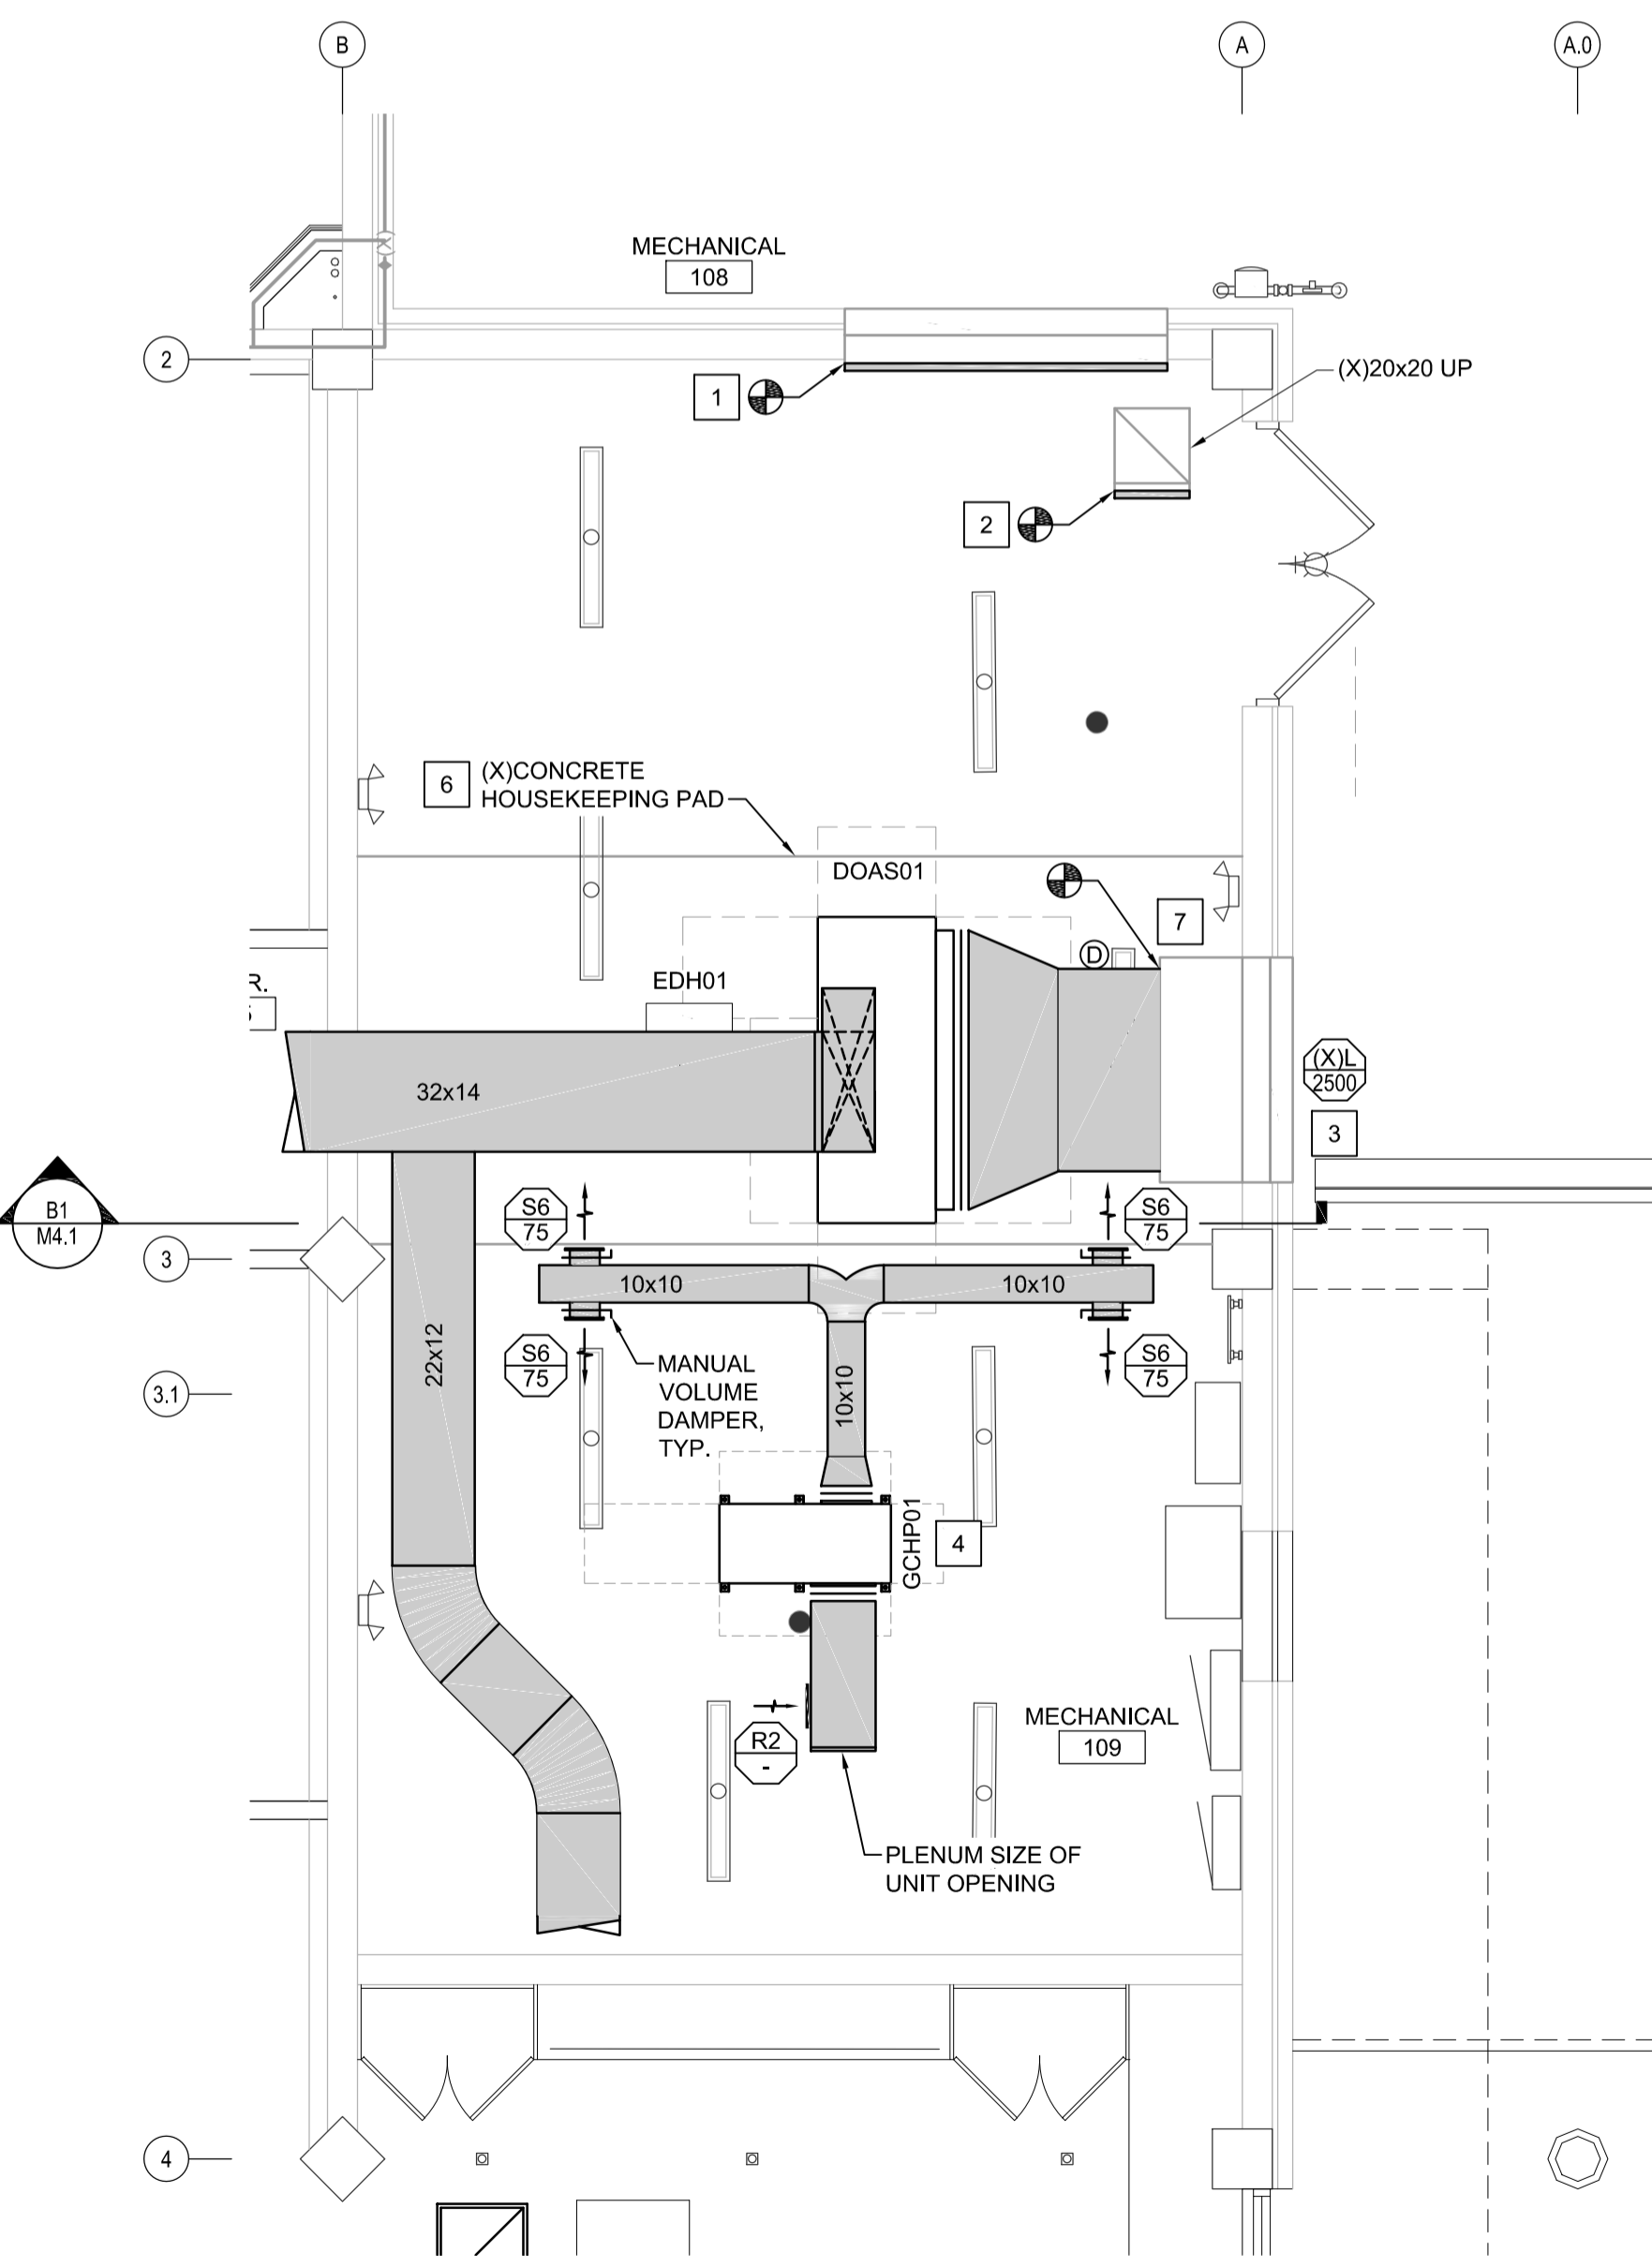 B
A
A.0
MECHANICAL
108
2
(X)20x20 UP
1
2
6
(X)CONCRETE
HOUSEKEEPING PAD
DOAS01
7
D
R.
EDH01
32x14
(X)L
2500
3
B1
M4.1
S6
75
S6
75
3
10x10
10x10
22x12
S6
75
MANUAL
VOLUME
DAMPER,
TYP.
10x10
S6
75
3.1
GCHP01
4
R2
-
MECHANICAL
109
PLENUM SIZE OF
UNIT OPENING
4